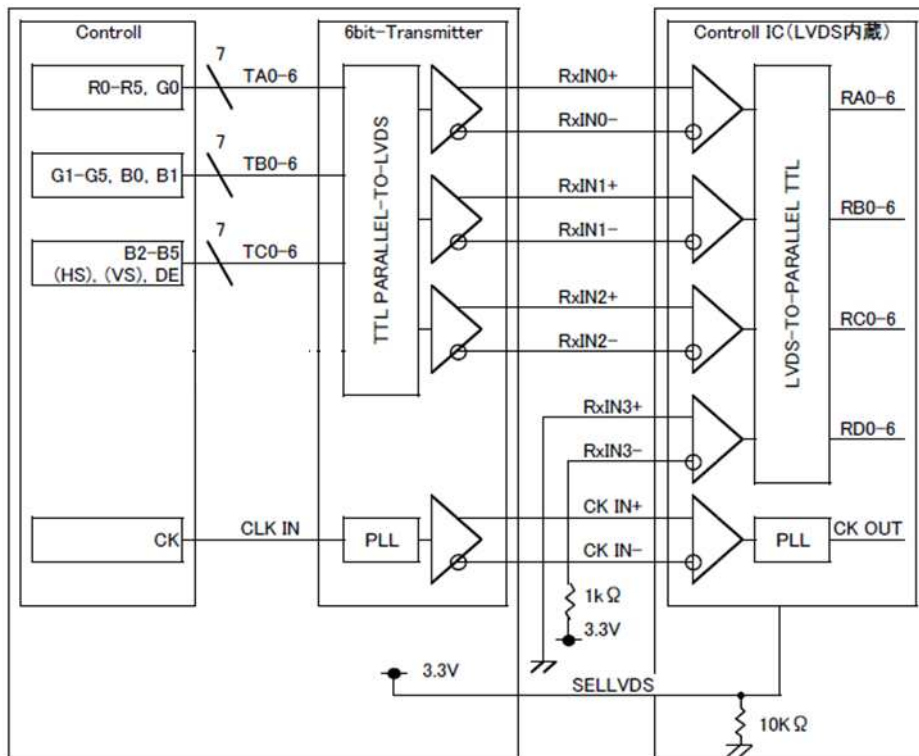 Controll
6bit-Transmitter
Controll IC(LVDS内蔵)
R0-R5, G0
7
TA0-6
G1-G5, B0, B1
7
TB0-6
B2-B5
(HS), (VS), DE
7
TC0-6
CK
CLK IN
TTL PARALLEL-TO-LVDS
PLL
RxIN0+
RxIN0-
RxIN1+
RxIN1-
RxIN2+
RxIN2-
RxIN3+
RxIN3-
CK IN+
CK IN-
1kΩ
3.3V
LVDS-TO-PARALLEL TTL
PLL
RA0-6
RB0-6
RC0-6
RD0-6
CK OUT
3.3V
SELLVDS
10KΩ